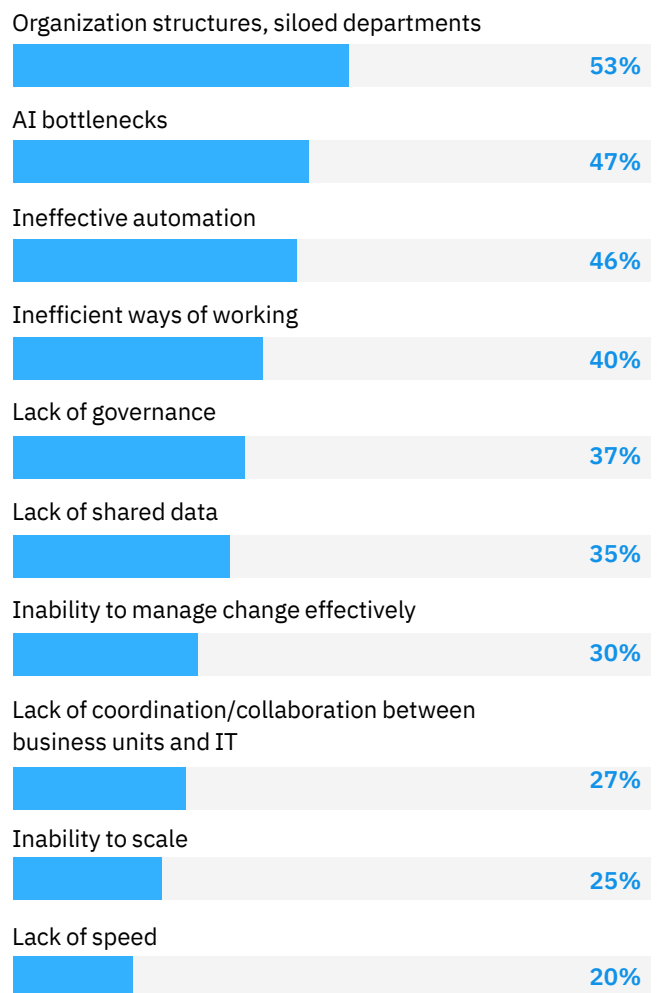 Organization structures, siloed departments
53%
AI bottlenecks
47%
Ineffective automation
46%
Inefficient ways of working
40%
Lack of governance
37%
Lack of shared data
35%
Inability to manage change effectively
30%
Lack of coordination/collaboration between
business units and IT
27%
Inability to scale
25%
Lack of speed
20%